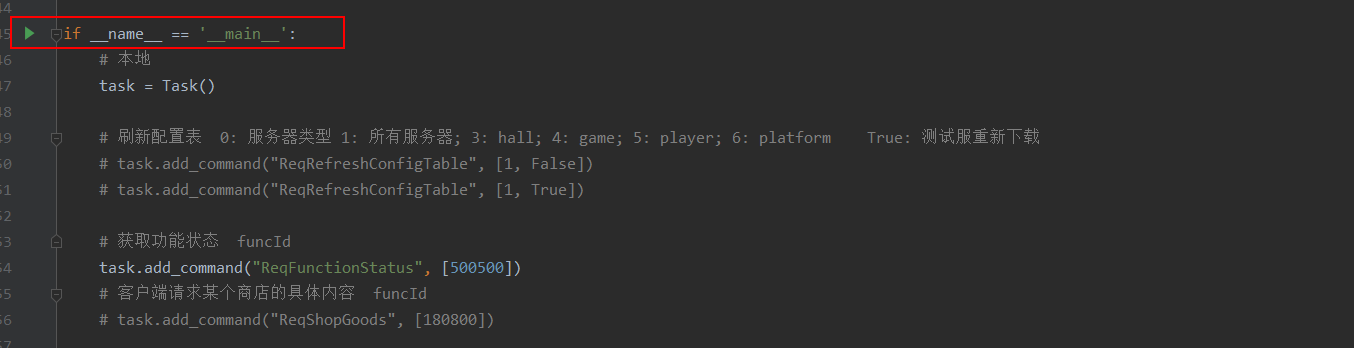 44
45 if __name__ == '__main__':
46 # 本地
47 task = Task()
48
49 # 刷新配置表  0: 服务器类型 1: 所有服务器; 3: hall; 4: game; 5: player; 6: platform    True: 测试服重新下载
50 # task.add_command("ReqRefreshConfigTable", [1, False])
51 # task.add_command("ReqRefreshConfigTable", [1, True])
52
53 # 获取功能状态  funcId
54 task.add_command("ReqFunctionStatus", [500500])
55 # 客户端请求某个商店的具体内容  funcId
56 # task.add_command("ReqShopGoods", [180800])
57